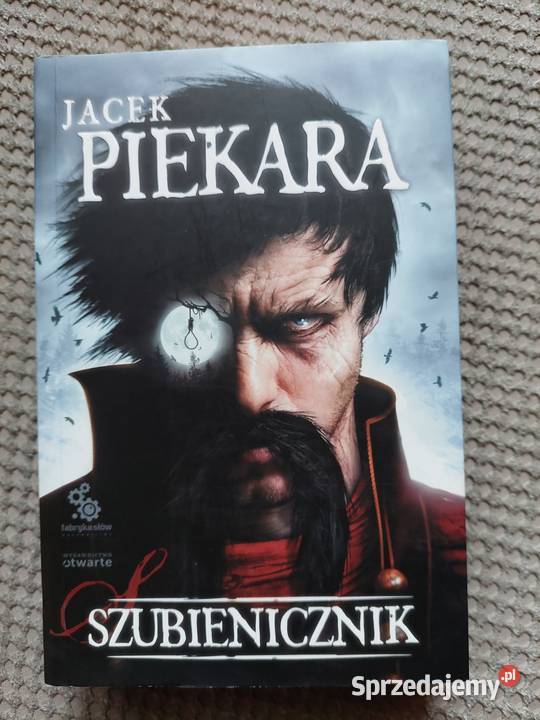 JACEK
PIEKARA
fabryka słów
WYDAWNICTWO
otwarte
S
SZUBIENICZNIK
Sprzedajemy.pl